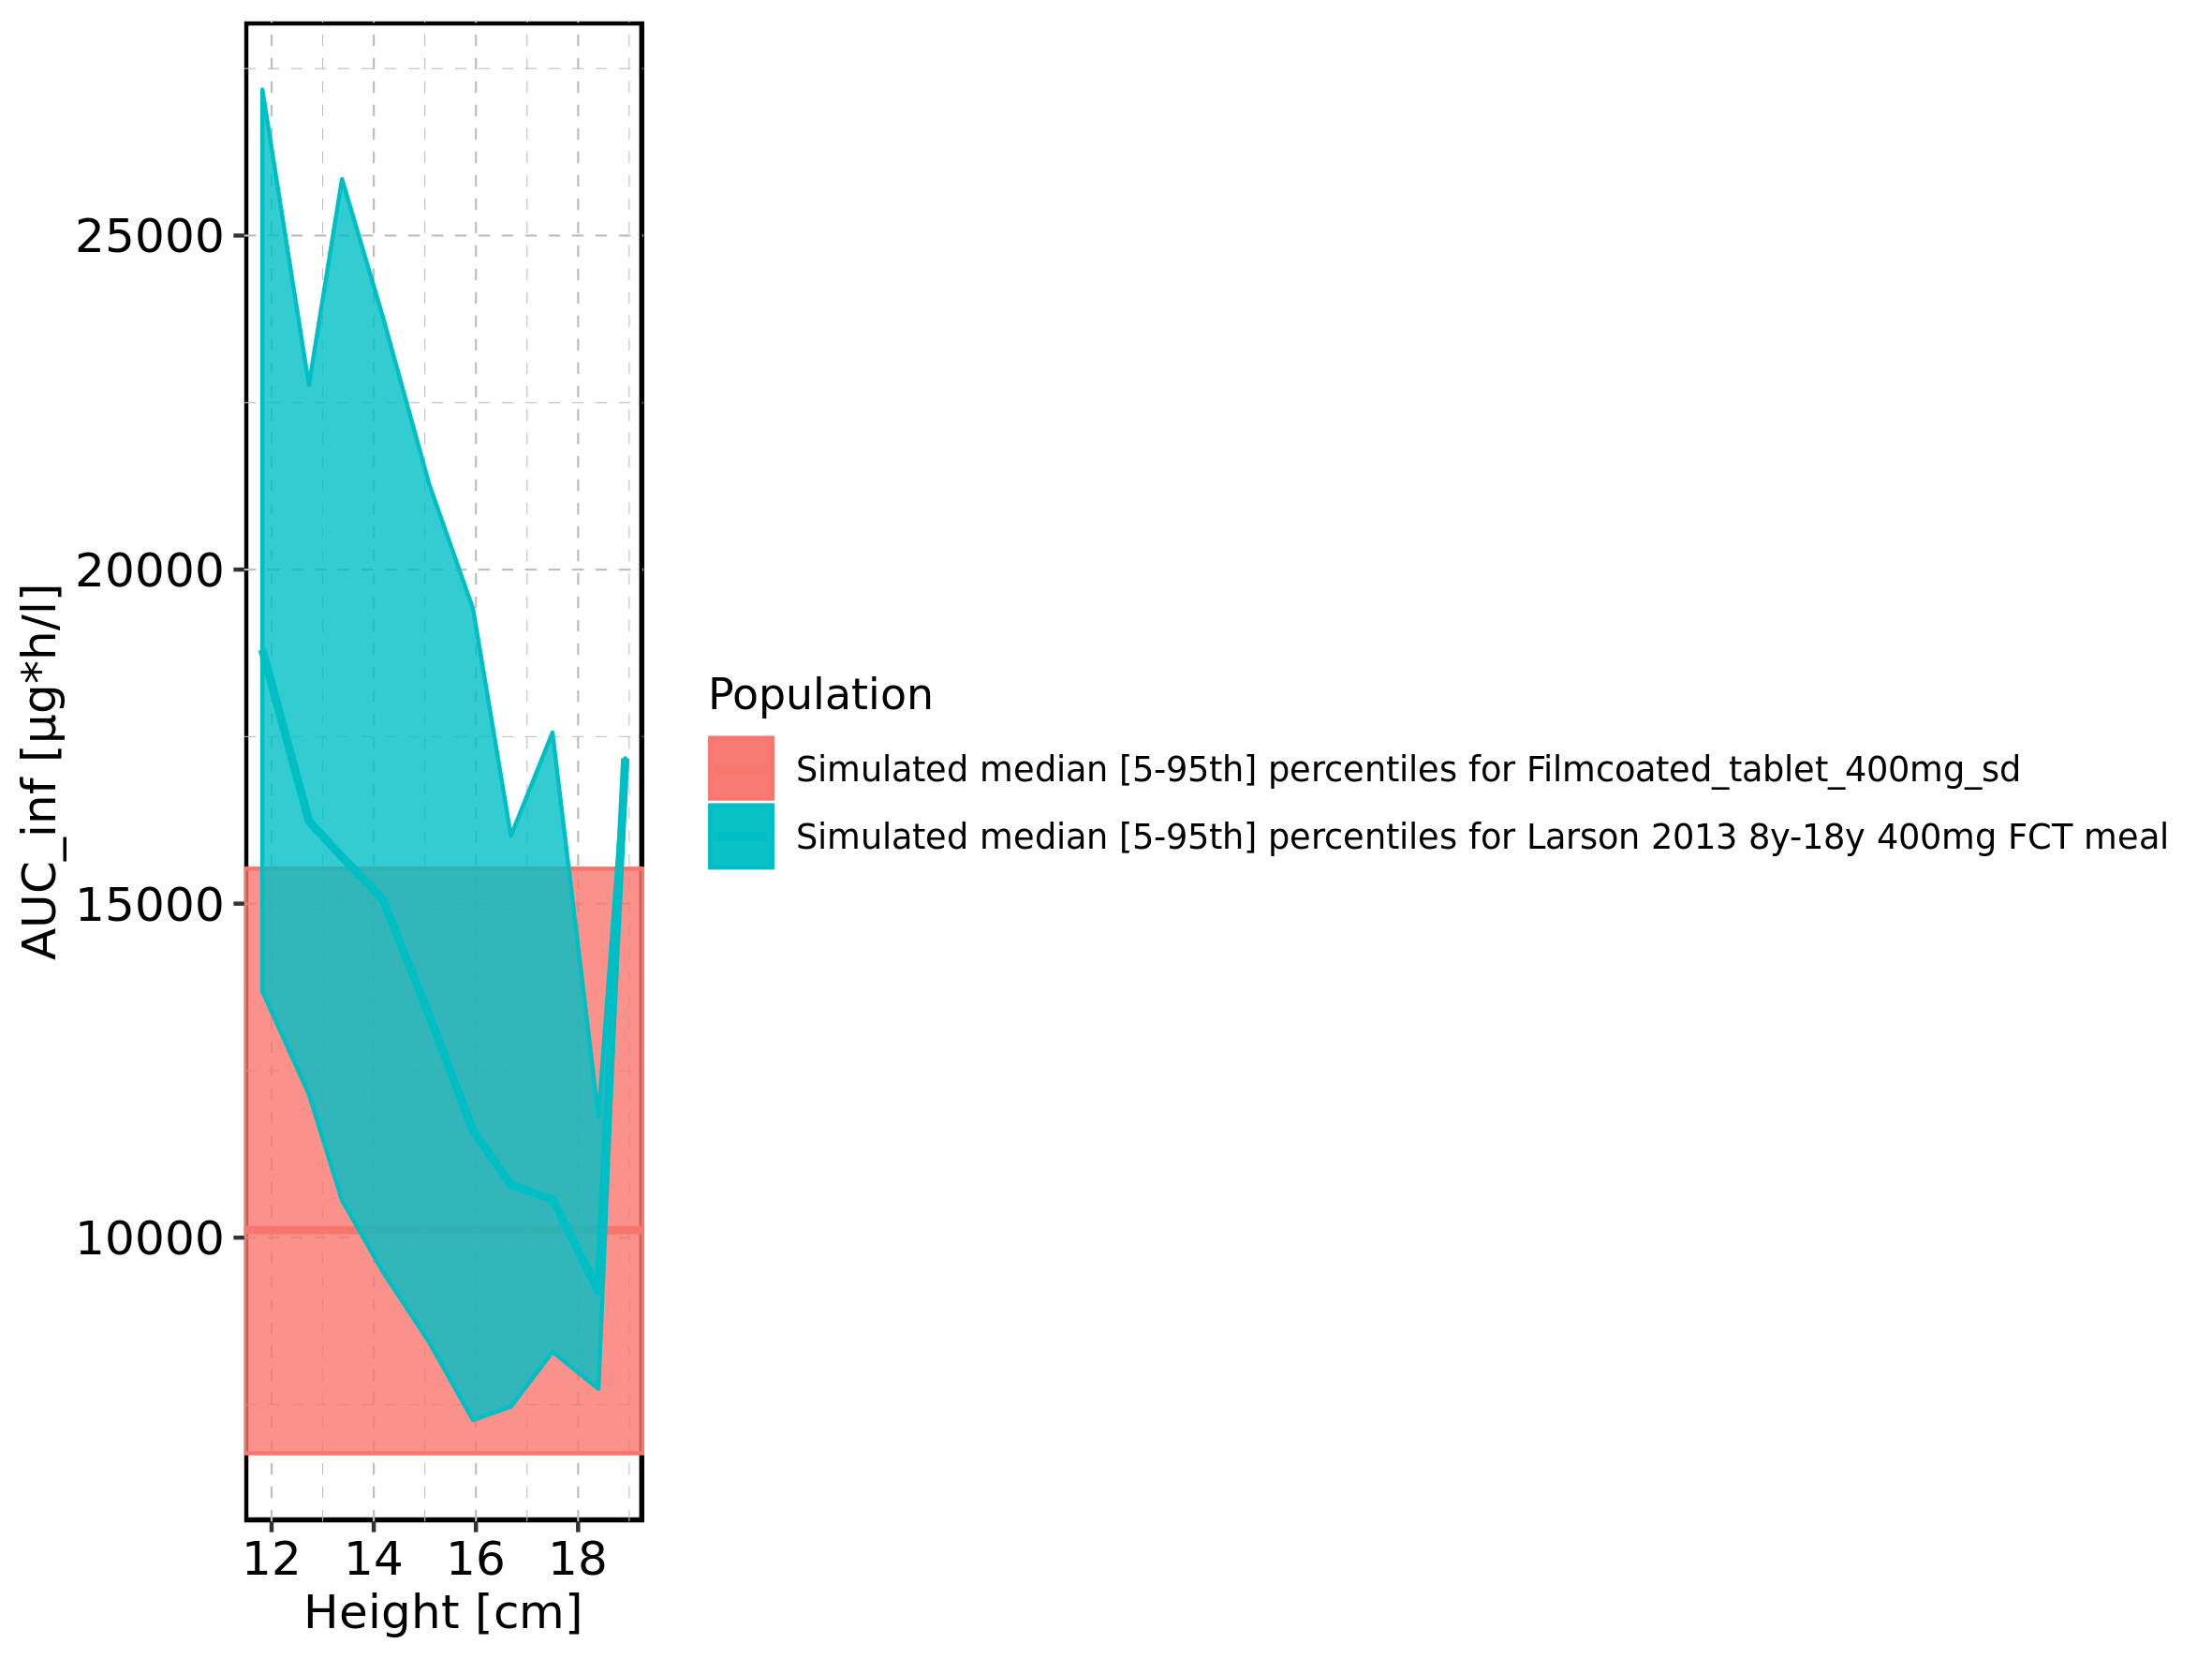 25000
20000
15000
10000
AUC_inf [µg*h/l]
12 14 16 18
Height [cm]
Population
Simulated median [5-95th] percentiles for Filmcoated_tablet_400mg_sd
Simulated median [5-95th] percentiles for Larson 2013 8y-18y 400mg FCT meal